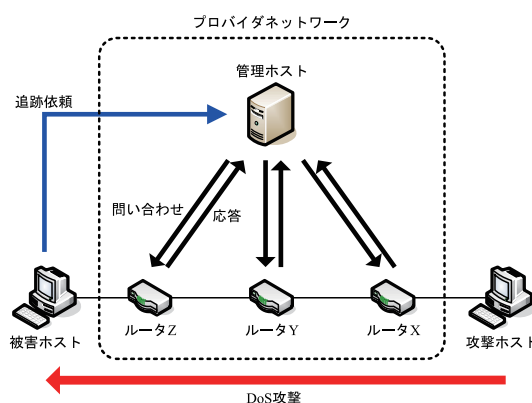 プロバイダネットワーク
管理ホスト
追跡依頼
問い合わせ
応答
ルータZ
ルータY
ルータX
被害ホスト
攻撃ホスト
DoS攻撃